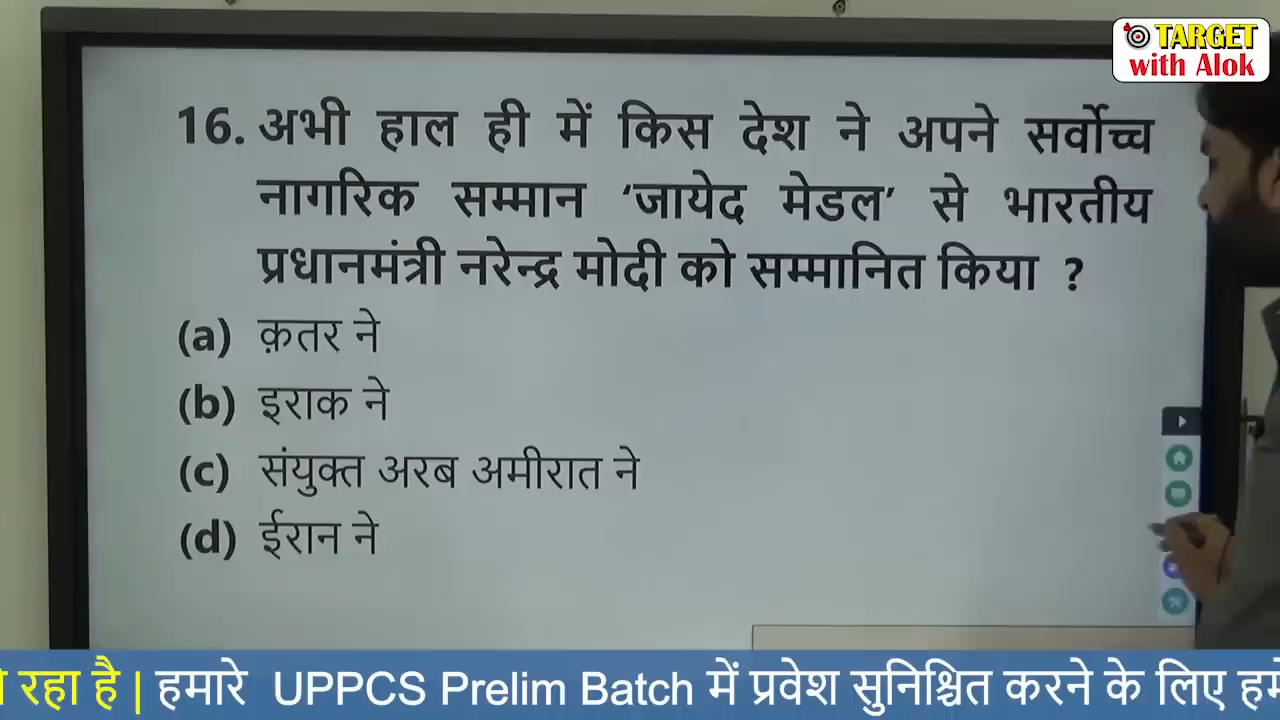 TARGET
with Alok
16. अभी हाल ही में किस देश ने अपने सर्वोच्च
नागरिक सम्मान ‘जायेद मेडल’ से भारतीय
प्रधानमंत्री नरेन्द्र मोदी को सम्मानित किया ?
(a) क़तर ने
(b) इराक ने
(c) संयुक्त अरब अमीरात ने
(d) ईरान ने
रहा है | हमारे UPPCS Prelim Batch में प्रवेश सुनिश्चित करने के लिए